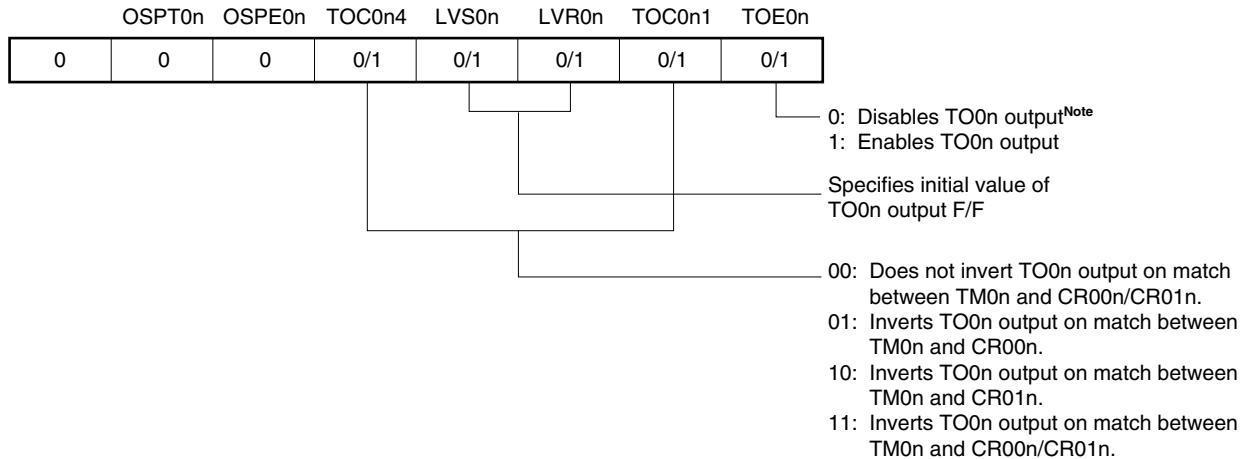 OSPT0n OSPE0n TOC0n4 LVS0n LVR0n TOC0n1 TOE0n
0 0 0 0/1 0/1 0/1 0/1 0/1
0: Disables TO0n outputNote
1: Enables TO0n output
Specifies initial value of
TO0n output F/F
00: Does not invert TO0n output on match
between TM0n and CR00n/CR01n.
01: Inverts TO0n output on match between
TM0n and CR00n.
10: Inverts TO0n output on match between
TM0n and CR01n.
11: Inverts TO0n output on match between
TM0n and CR00n/CR01n.